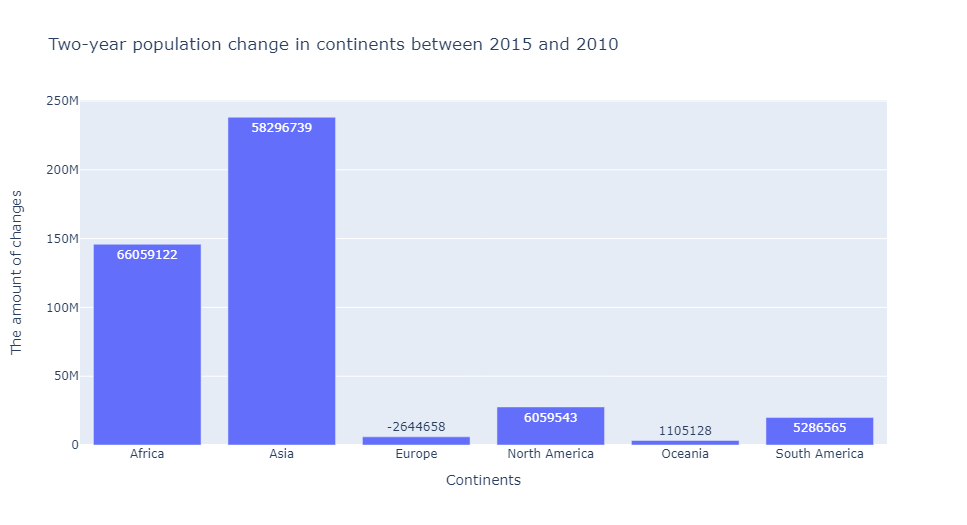 Two-year population change in continents between 2015 and 2010
The amount of changes
250M
200M
150M
100M
50M
0
66059122
58296739
-2644658
6059543
1105128
5286565
Africa
Asia
Europe
North America
Oceania
South America
Continents